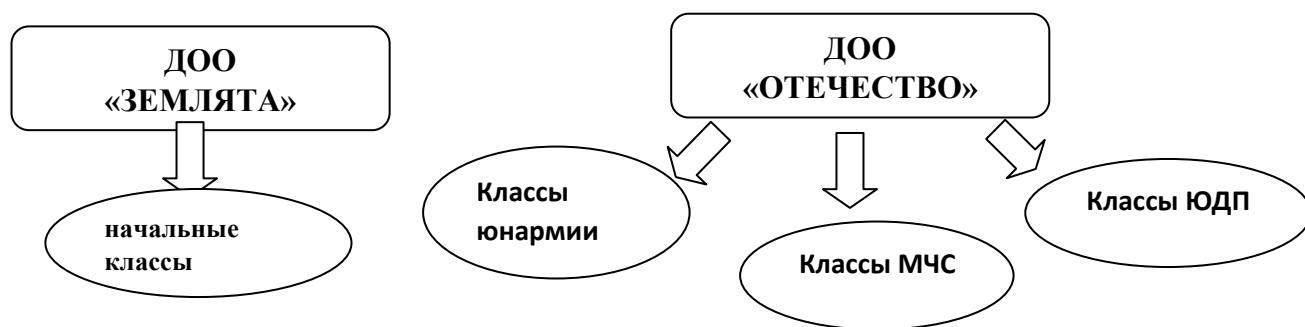 ДОО
«ЗЕМЛЯТА»
начальные
классы
ДОО
«ОТЕЧЕСТВО»
Классы
юнармии
Классы МЧС
Классы ЮДП